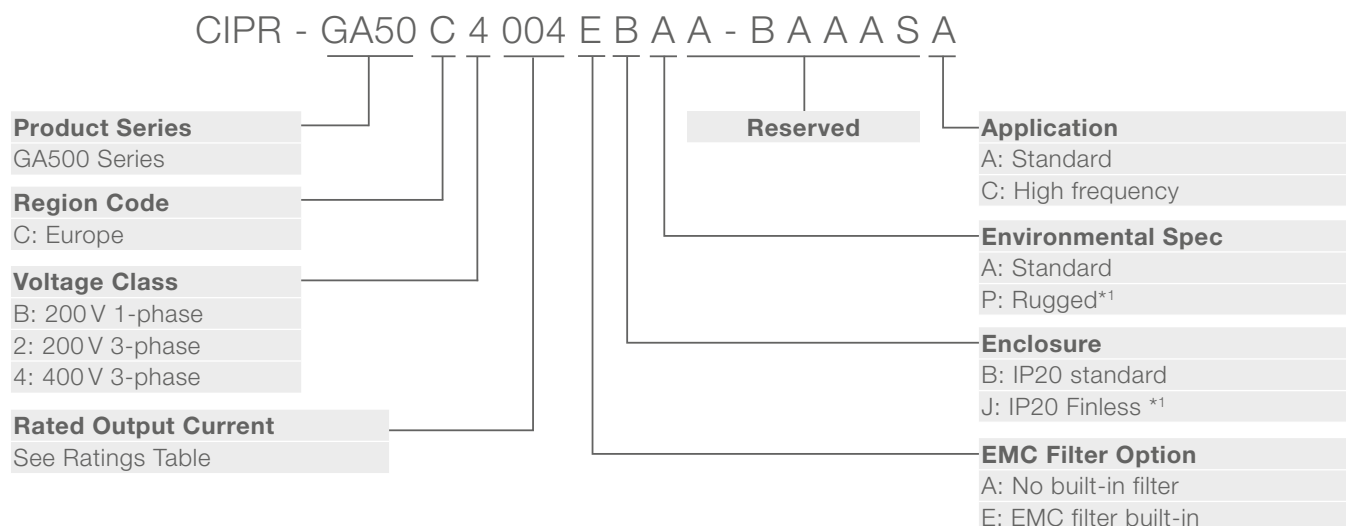 CIPR - GA50 C 4 004 E B A A - B A A A S A
Product Series
GA500 Series
Region Code
C: Europe
Voltage Class
B: 200 V 1-phase
2: 200 V 3-phase
4: 400 V 3-phase
Rated Output Current
See Ratings Table
Reserved
Application
A: Standard
C: High frequency
Environmental Spec
A: Standard
P: Rugged*1
Enclosure
B: IP20 standard
J: IP20 Finless *1
EMC Filter Option
A: No built-in filter
E: EMC filter built-in